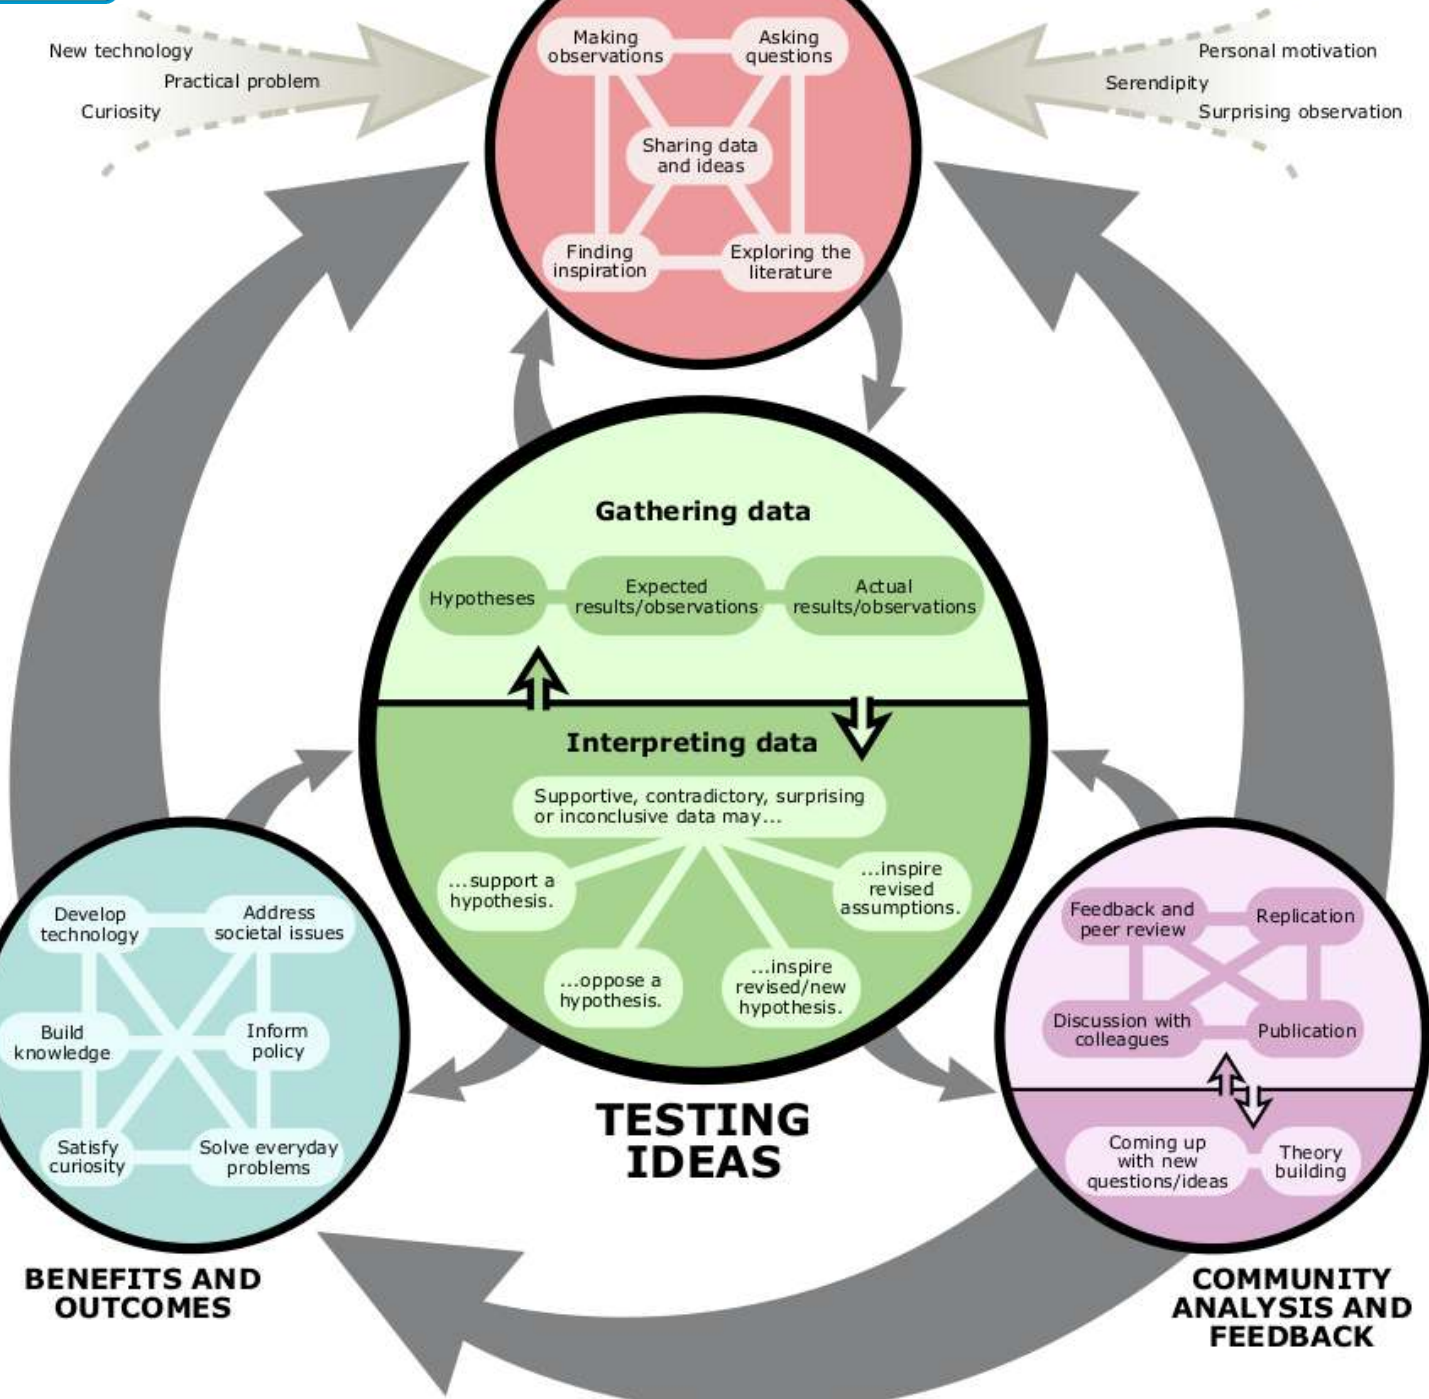 New technology
Practical problem
Curiosity
Personal motivation
Serendipity
Surprising observation
Making
observations
Asking
questions
Sharing data
and ideas
Finding
inspiration
Exploring the
literature
Gathering data
Hypotheses
Expected
results/observations
Actual
results/observations
Interpreting data
Supportive, contradictory, surprising
or inconclusive data may...
...support a
hypothesis.
...oppose a
hypothesis.
...inspire
revised/new
hypothesis.
...inspire
revised
assumptions.
TESTING
IDEAS
Develop
technology
Address
societal issues
Build
knowledge
Inform
policy
Satisfy
curiosity
Solve everyday
problems
BENEFITS AND
OUTCOMES
Feedback and
peer review
Replication
Discussion with
colleagues
Publication
Coming up
with new
questions/ideas
Theory
building
COMMUNITY
ANALYSIS AND
FEEDBACK